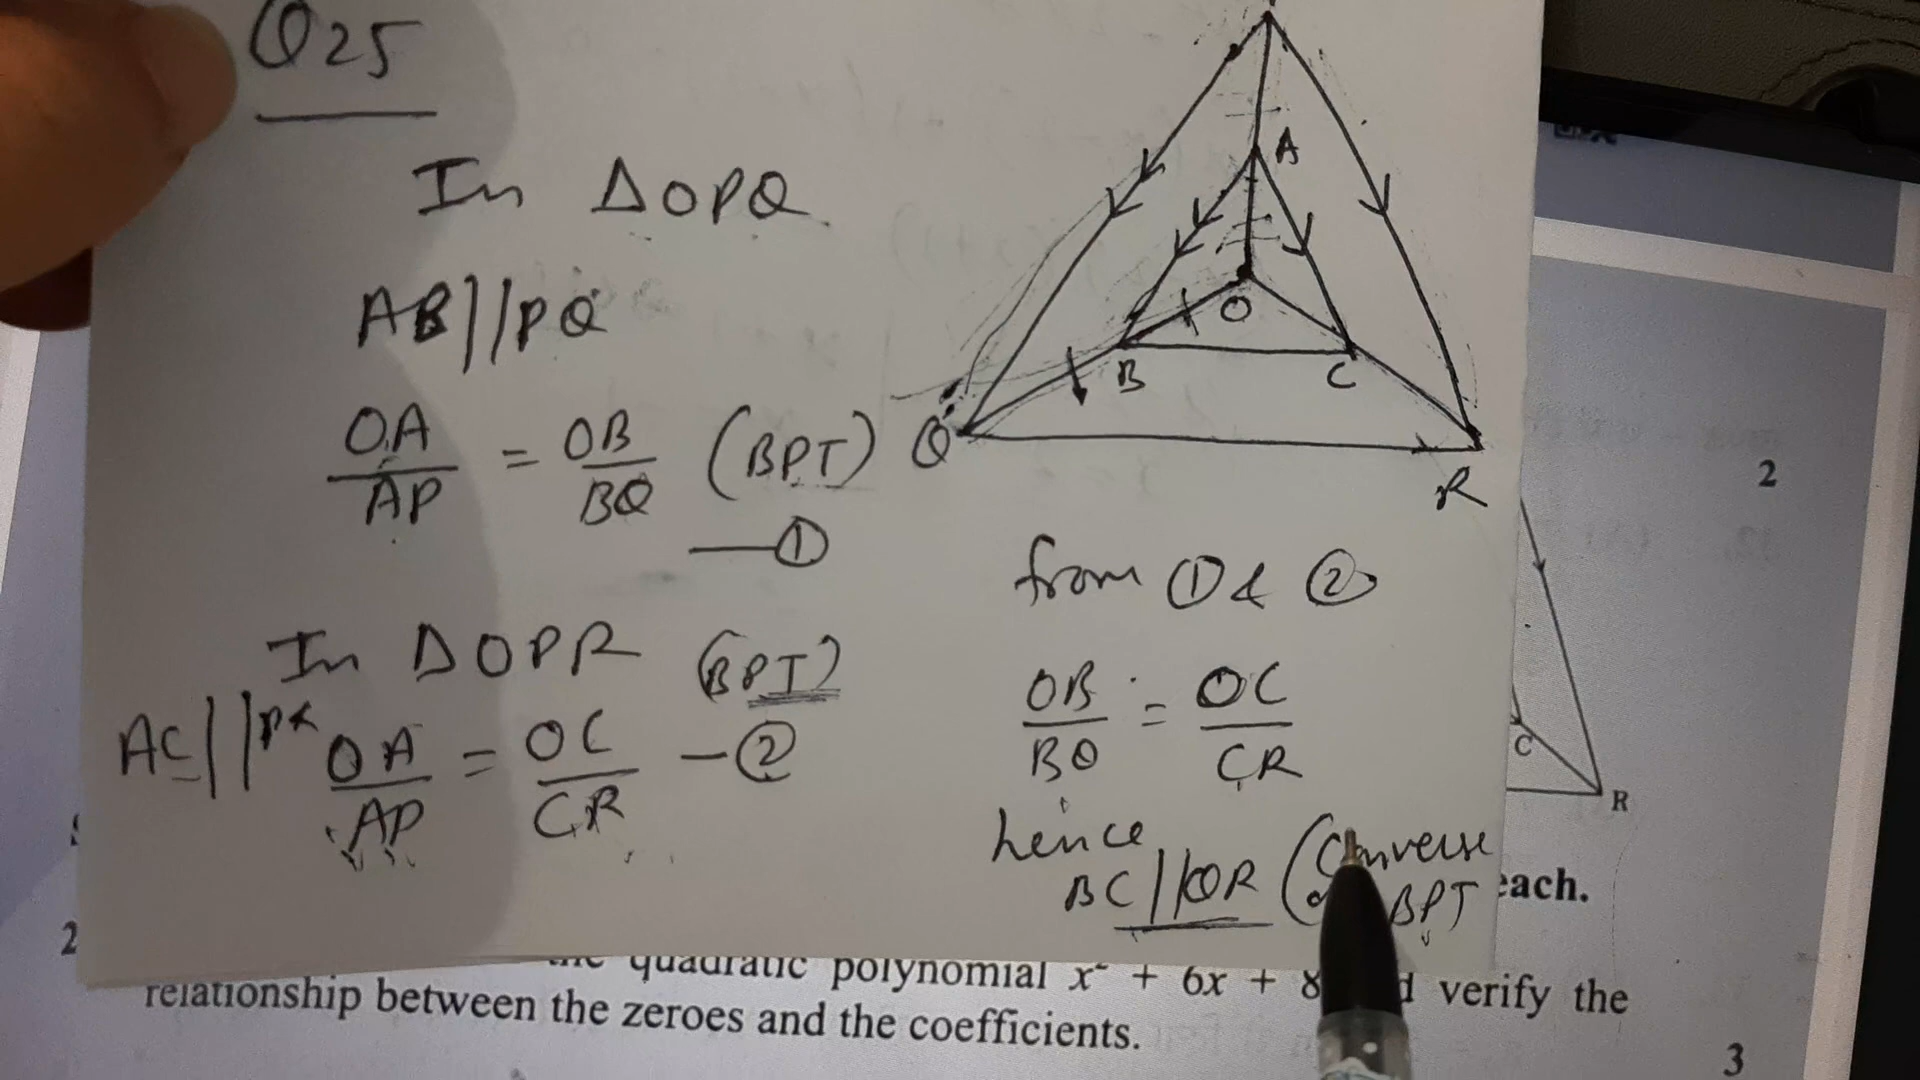 Q25
In ΔOPQ
AB||PQ
OA/AP = OB/BQ (BPT)
—①
In ΔOPR (BPT)
AC||PR OA/AP = OC/CR —②
A
O
B
C
Q
R
from ① & ②
OB/BQ = OC/CR
hence
BC||QR (Converse
of BPT
2
C
R
each.
2
the quadratic polynomial x² + 6x + 8 verify the
relationship between the zeroes and the coefficients.
3